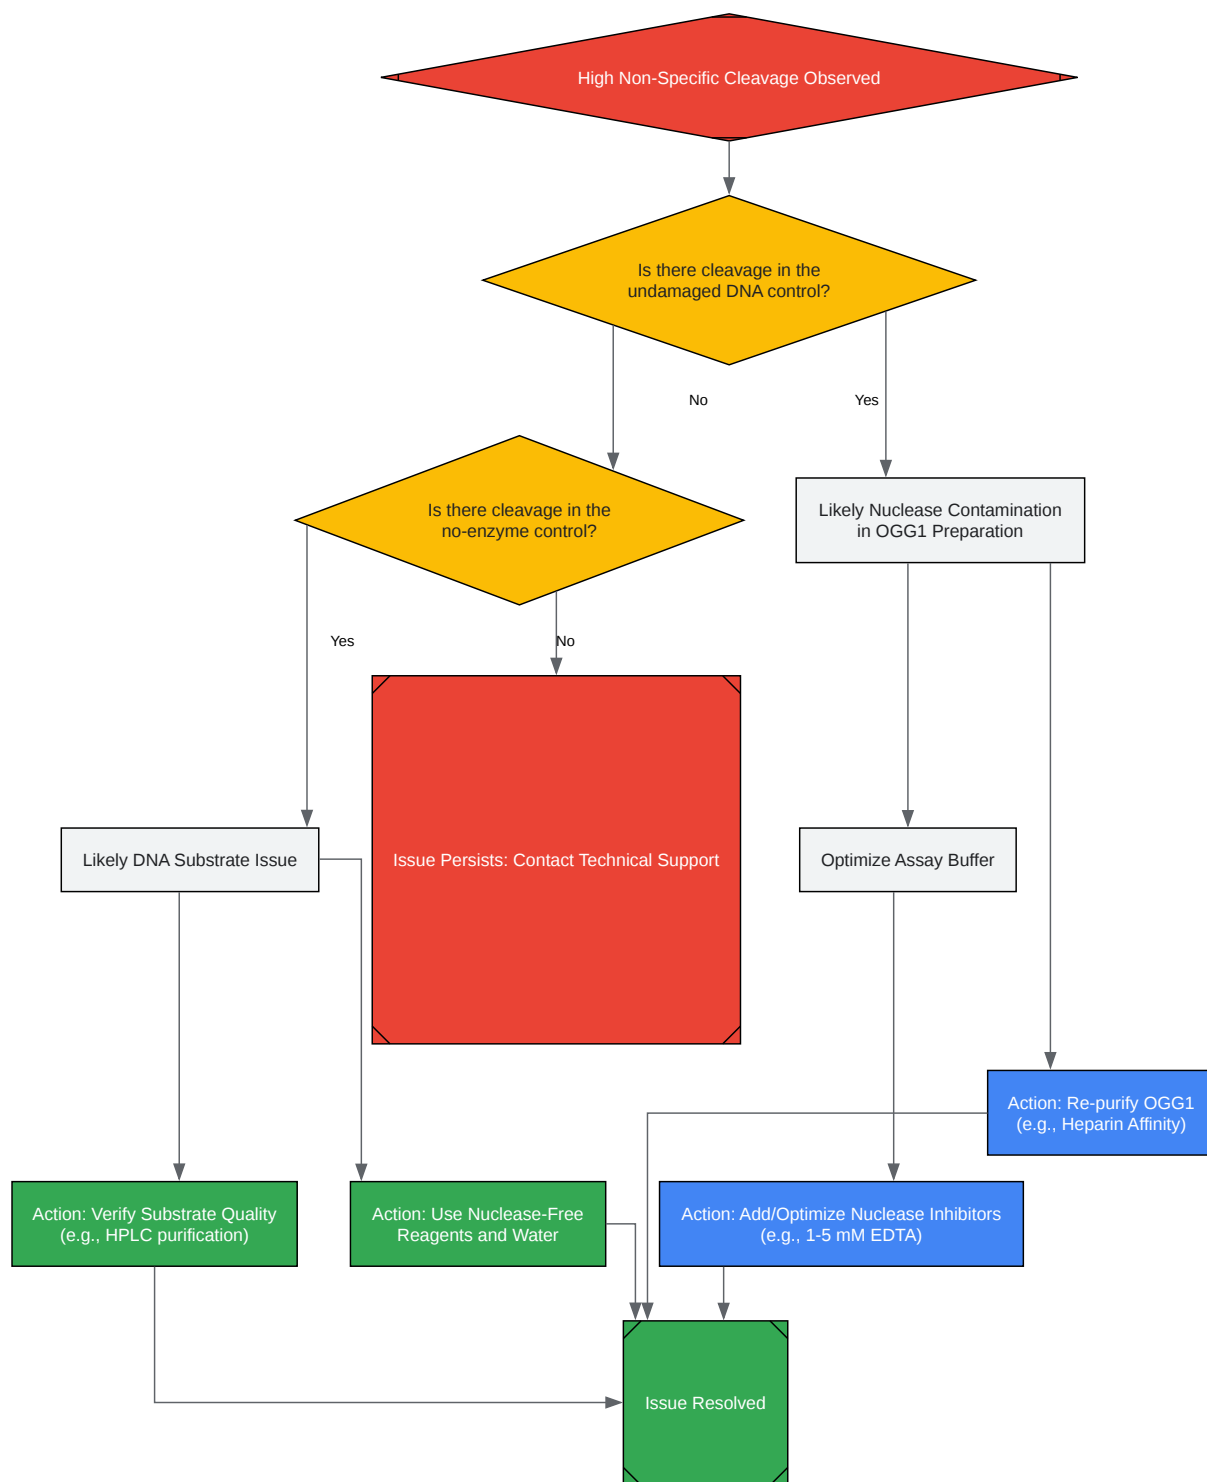 High Non-Specific Cleavage Observed
Is there cleavage in the
undamaged DNA control?
No
Yes
Is there cleavage in the
no-enzyme control?
Likely Nuclease Contamination
in OGG1 Preparation
Yes
No
Likely DNA Substrate Issue
Issue Persists: Contact Technical Support
Optimize Assay Buffer
Action: Re-purify OGG1
(e.g., Heparin Affinity)
Action: Verify Substrate Quality
(e.g., HPLC purification)
Action: Use Nuclease-Free
Reagents and Water
Action: Add/Optimize Nuclease Inhibitors
(e.g., 1-5 mM EDTA)
Issue Resolved